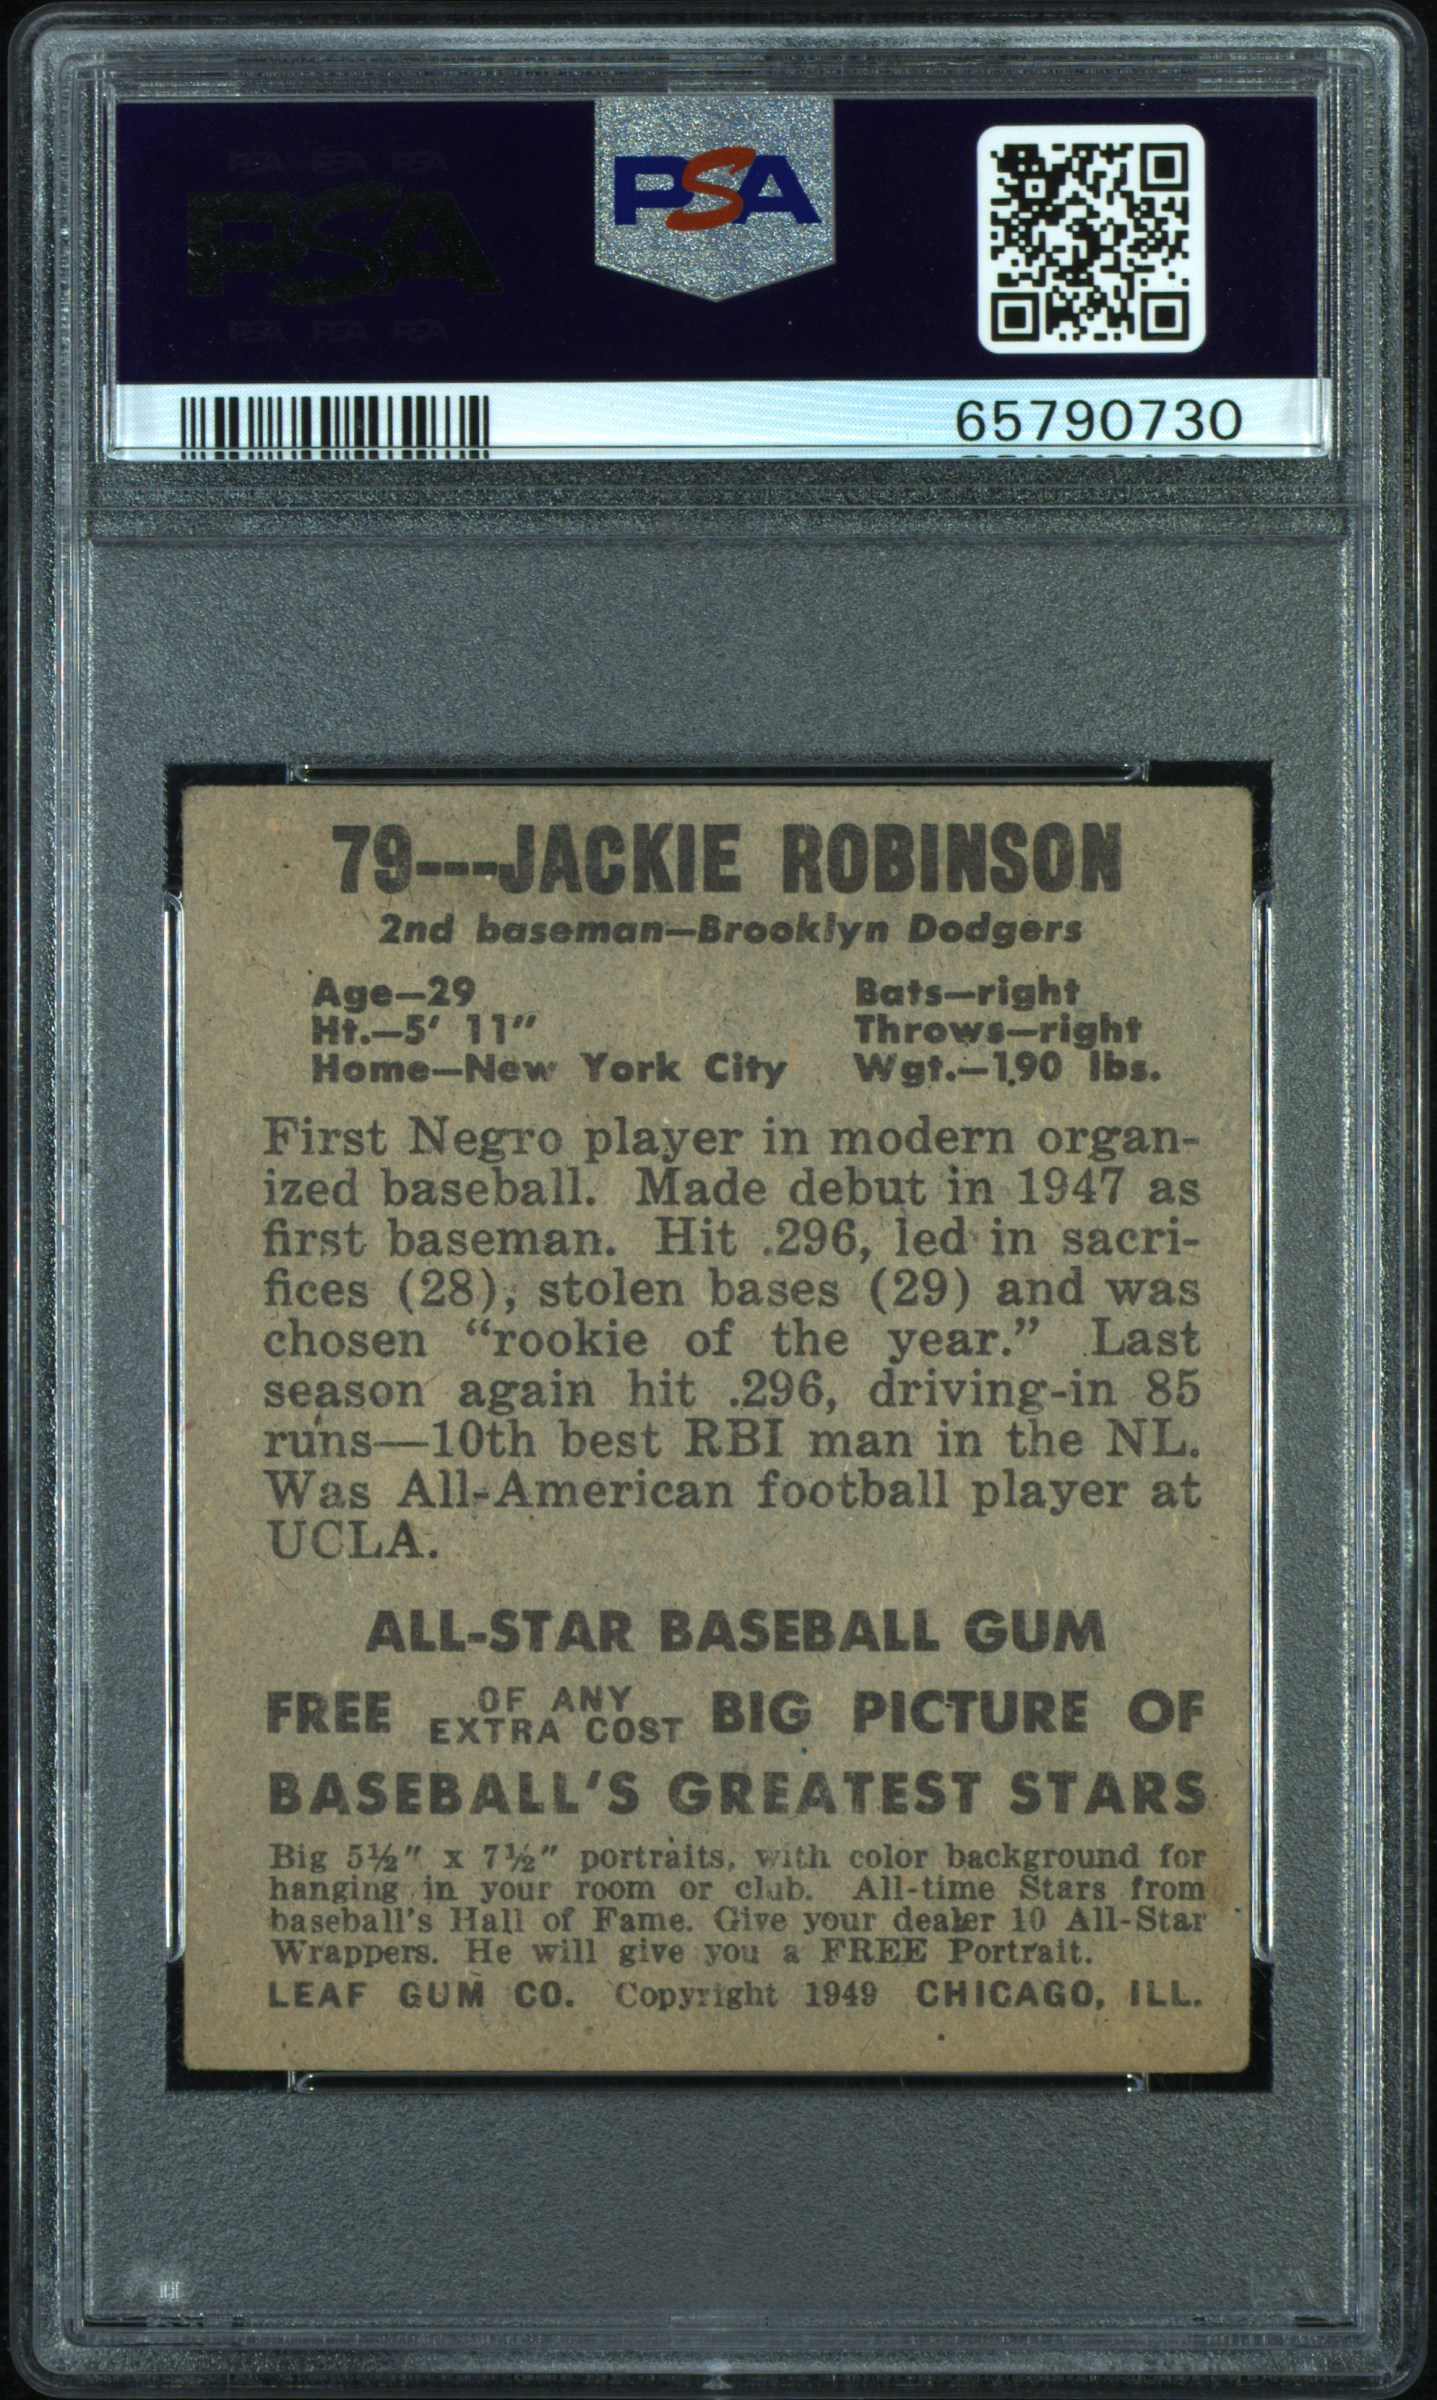 PSA PSA PSA
PSA
PSA PSA PSA
PSA
65790730
79---JACKIE ROBINSON
2nd baseman—Brooklyn Dodgers
Age—29 Bats—right
Ht.—5' 11" Throws—right
Home—New York City Wgt.—190 lbs.
First Negro player in modern organ-
ized baseball. Made debut in 1947 as
first baseman. Hit .296, led in sacri-
fices (28), stolen bases (29) and was
chosen “rookie of the year.” Last
season again hit .296, driving-in 85
runs—10th best RBI man in the NL.
Was All-American football player at
UCLA.
ALL-STAR BASEBALL GUM
FREE OF ANY EXTRA COST BIG PICTURE OF
BASEBALL'S GREATEST STARS
Big 5½" x 7½" portraits, with color background for
hanging in your room or club. All-time Stars from
baseball's Hall of Fame. Give your dealer 10 All-Star
Wrappers. He will give you a FREE Portrait.
LEAF GUM CO. Copyright 1949 CHICAGO, ILL.